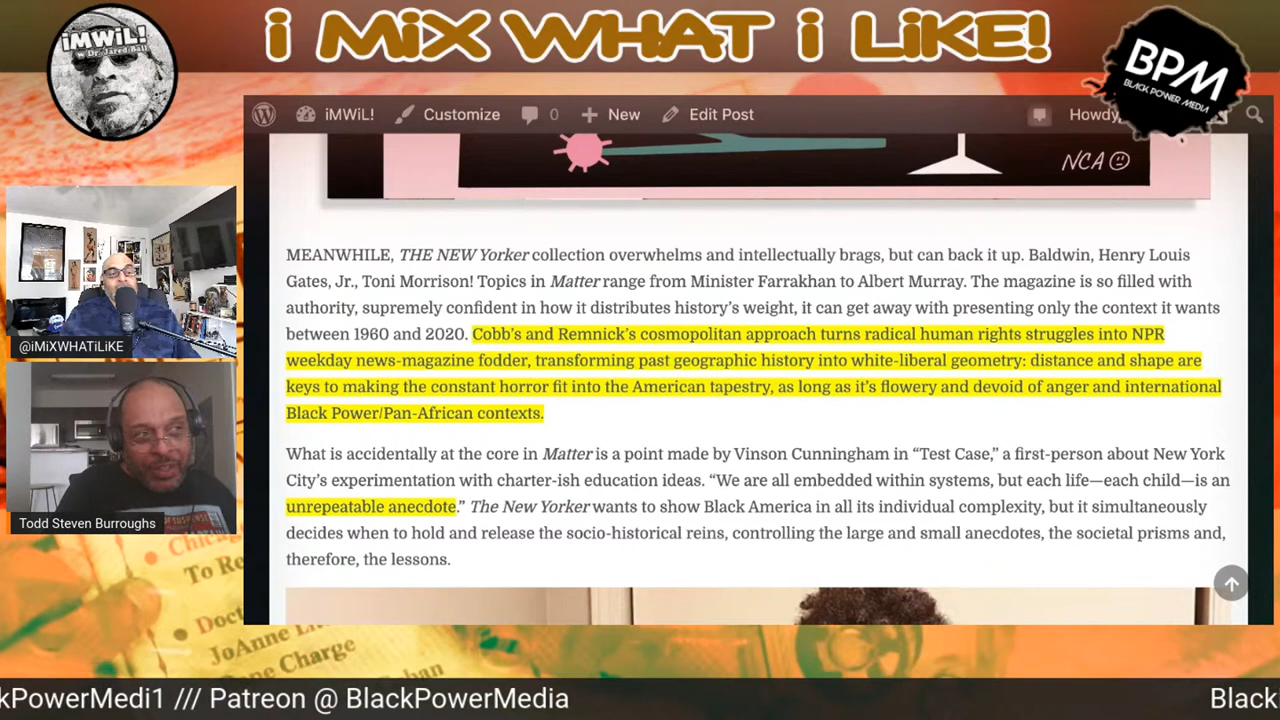 i MiX WHAT i LiKE!
iMWiL!
w Dr. Jared Ball
BPM
BLACK POWER MEDIA
iMWiL! Customize 0 New Edit Post Howdy,
NCA
MEANWHILE, THE NEW Yorker collection overwhelms and intellectually brags, but can back it up. Baldwin, Henry Louis
Gates, Jr., Toni Morrison! Topics in Matter range from Minister Farrakhan to Albert Murray. The magazine is so filled with
authority, supremely confident in how it distributes history’s weight, it can get away with presenting only the context it wants
between 1960 and 2020. Cobb’s and Remnick’s cosmopolitan approach turns radical human rights struggles into NPR
weekday news-magazine fodder, transforming past geographic history into white-liberal geometry: distance and shape are
keys to making the constant horror fit into the American tapestry, as long as it’s flowery and devoid of anger and international
Black Power/Pan-African contexts.
What is accidentally at the core in Matter is a point made by Vinson Cunningham in “Test Case,” a first-person about New York
City’s experimentation with charter-ish education ideas. “We are all embedded within systems, but each life—each child—is an
unrepeatable anecdote.” The New Yorker wants to show Black America in all its individual complexity, but it simultaneously
decides when to hold and release the socio-historical reins, controlling the large and small anecdotes, the societal prisms and,
therefore, the lessons.
@iMiXWHATiLiKE
Todd Steven Burroughs
To Re
Doct
JoAnne
Charge
kPowerMedi1 /// Patreon @ BlackPowerMedia
Black